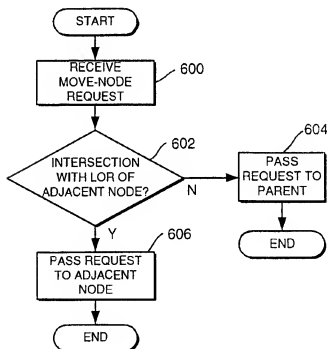 START
RECEIVE
MOVE-NODE
REQUEST
600
602
INTERSECTION
WITH LOR OF
ADJACENT NODE?
N
Y
604
PASS
REQUEST TO
PARENT
END
606
PASS REQUEST
TO ADJACENT
NODE
END